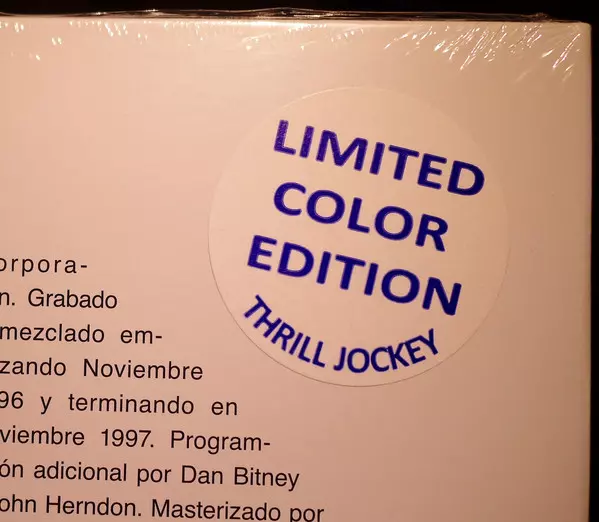 LIMITED
COLOR
EDITION
THRILL JOCKEY
orpora-
n. Grabado
mezclado em-
zando Noviembre
96 y terminando en
viembre 1997. Program-
ón adicional por Dan Bitney
ohn Herndon. Masterizado por